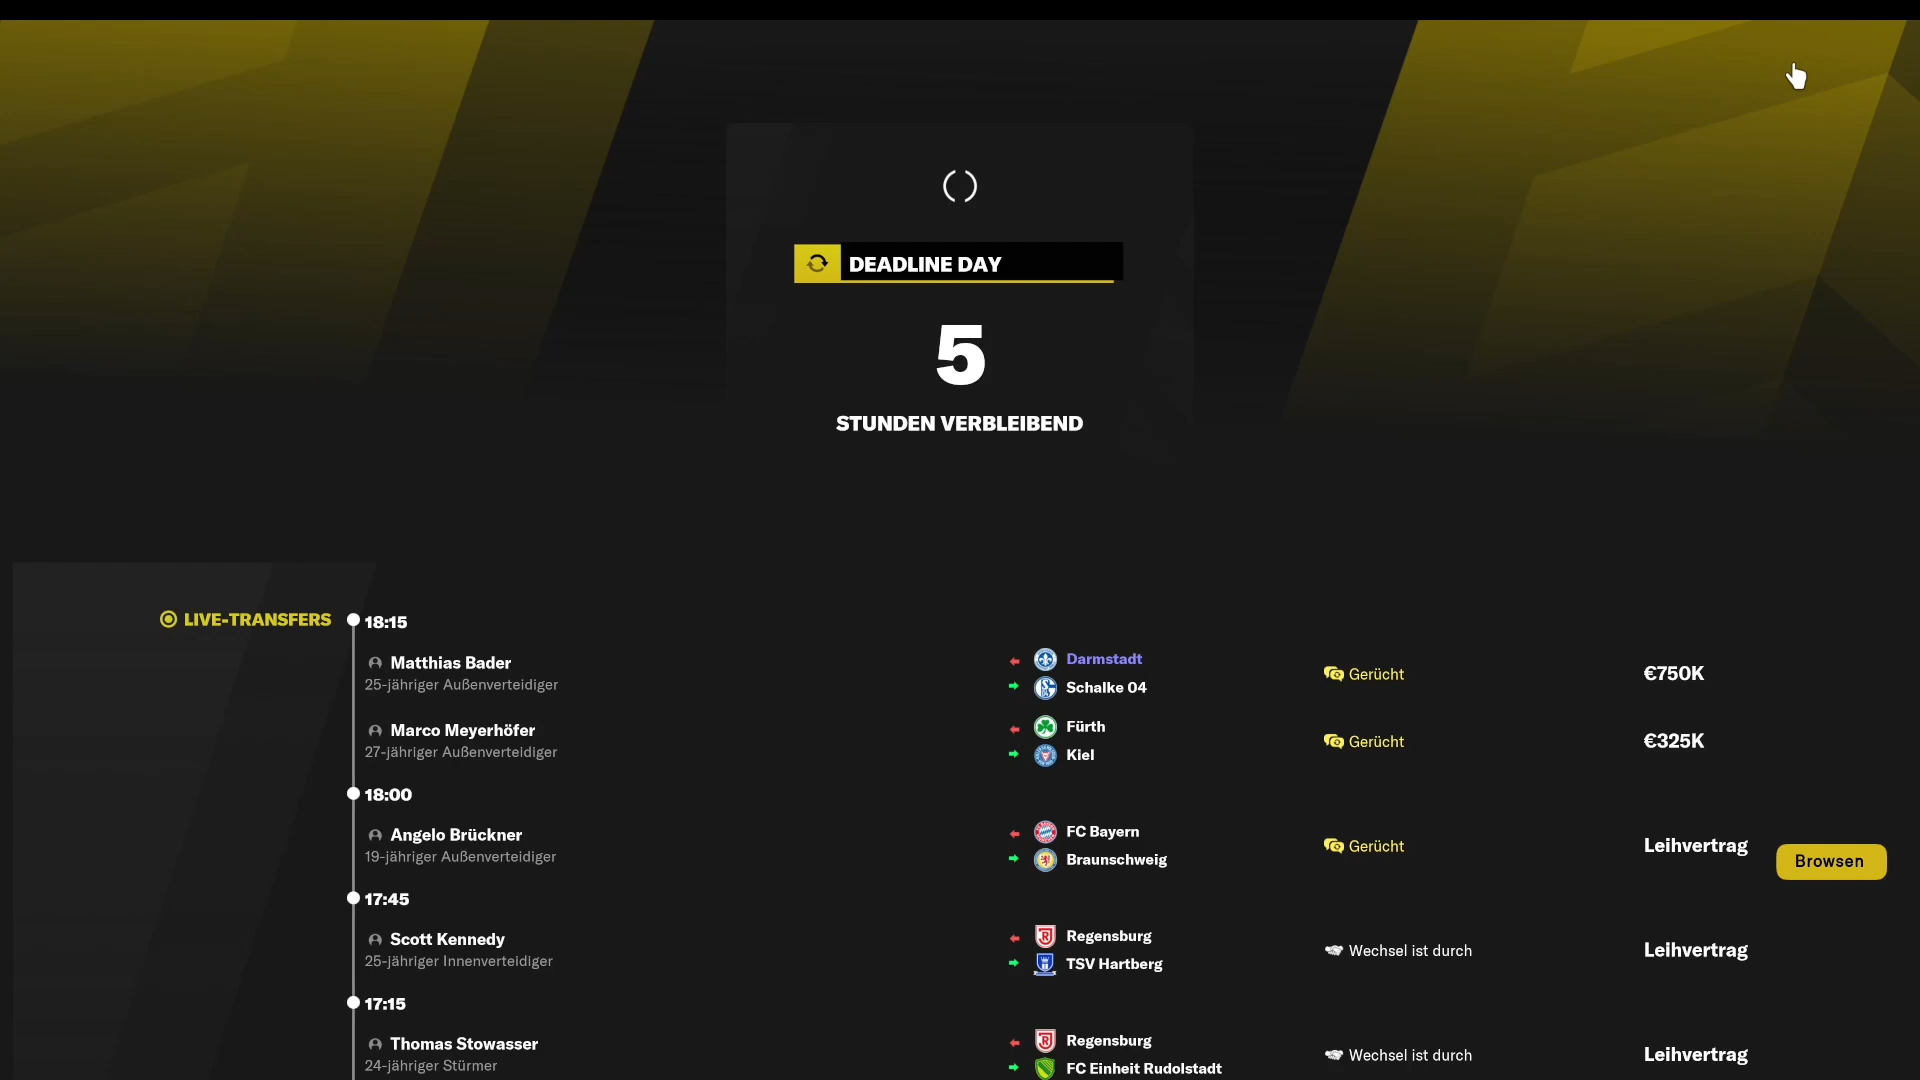 DEADLINE DAY
5
STUNDEN VERBLEIBEND
LIVE-TRANSFERS
18:15
Matthias Bader
25-jähriger Außenverteidiger
Darmstadt
Schalke 04
Gerücht
€750K
Marco Meyerhöfer
27-jähriger Außenverteidiger
Fürth
Kiel
Gerücht
€325K
18:00
Angelo Brückner
19-jähriger Außenverteidiger
FC Bayern
Braunschweig
Gerücht
Leihvertrag
Browsen
17:45
Scott Kennedy
25-jähriger Innenverteidiger
Regensburg
TSV Hartberg
Wechsel ist durch
Leihvertrag
17:15
Thomas Stowasser
24-jähriger Stürmer
Regensburg
FC Einheit Rudolstadt
Wechsel ist durch
Leihvertrag